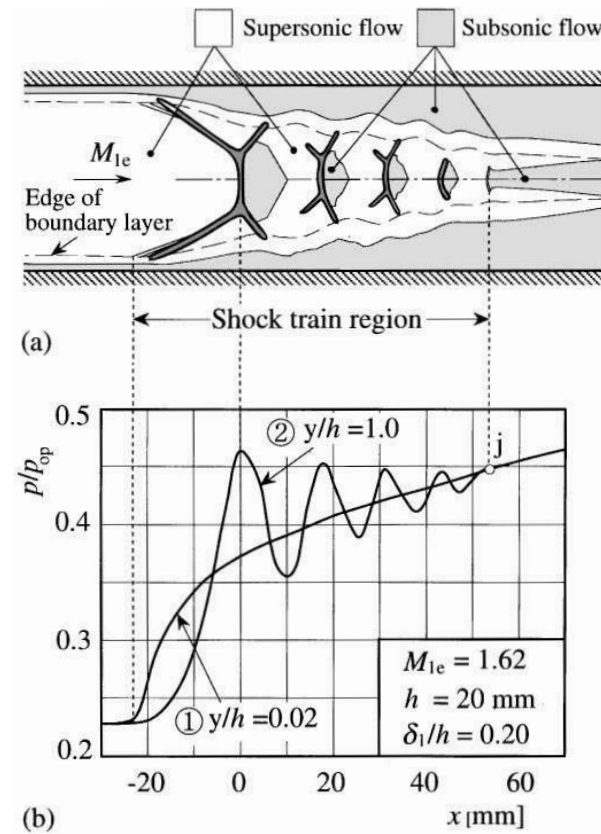 Supersonic flow
Subsonic flow
M1e
Edge of
boundary layer
Shock train region
(a)
0.5
② y/h = 1.0
j
p/pop
0.4
0.3
M1e = 1.62
h = 20 mm
δ1/h = 0.20
① y/h = 0.02
0.2
-20
0
20
40
60
(b)
x [mm]